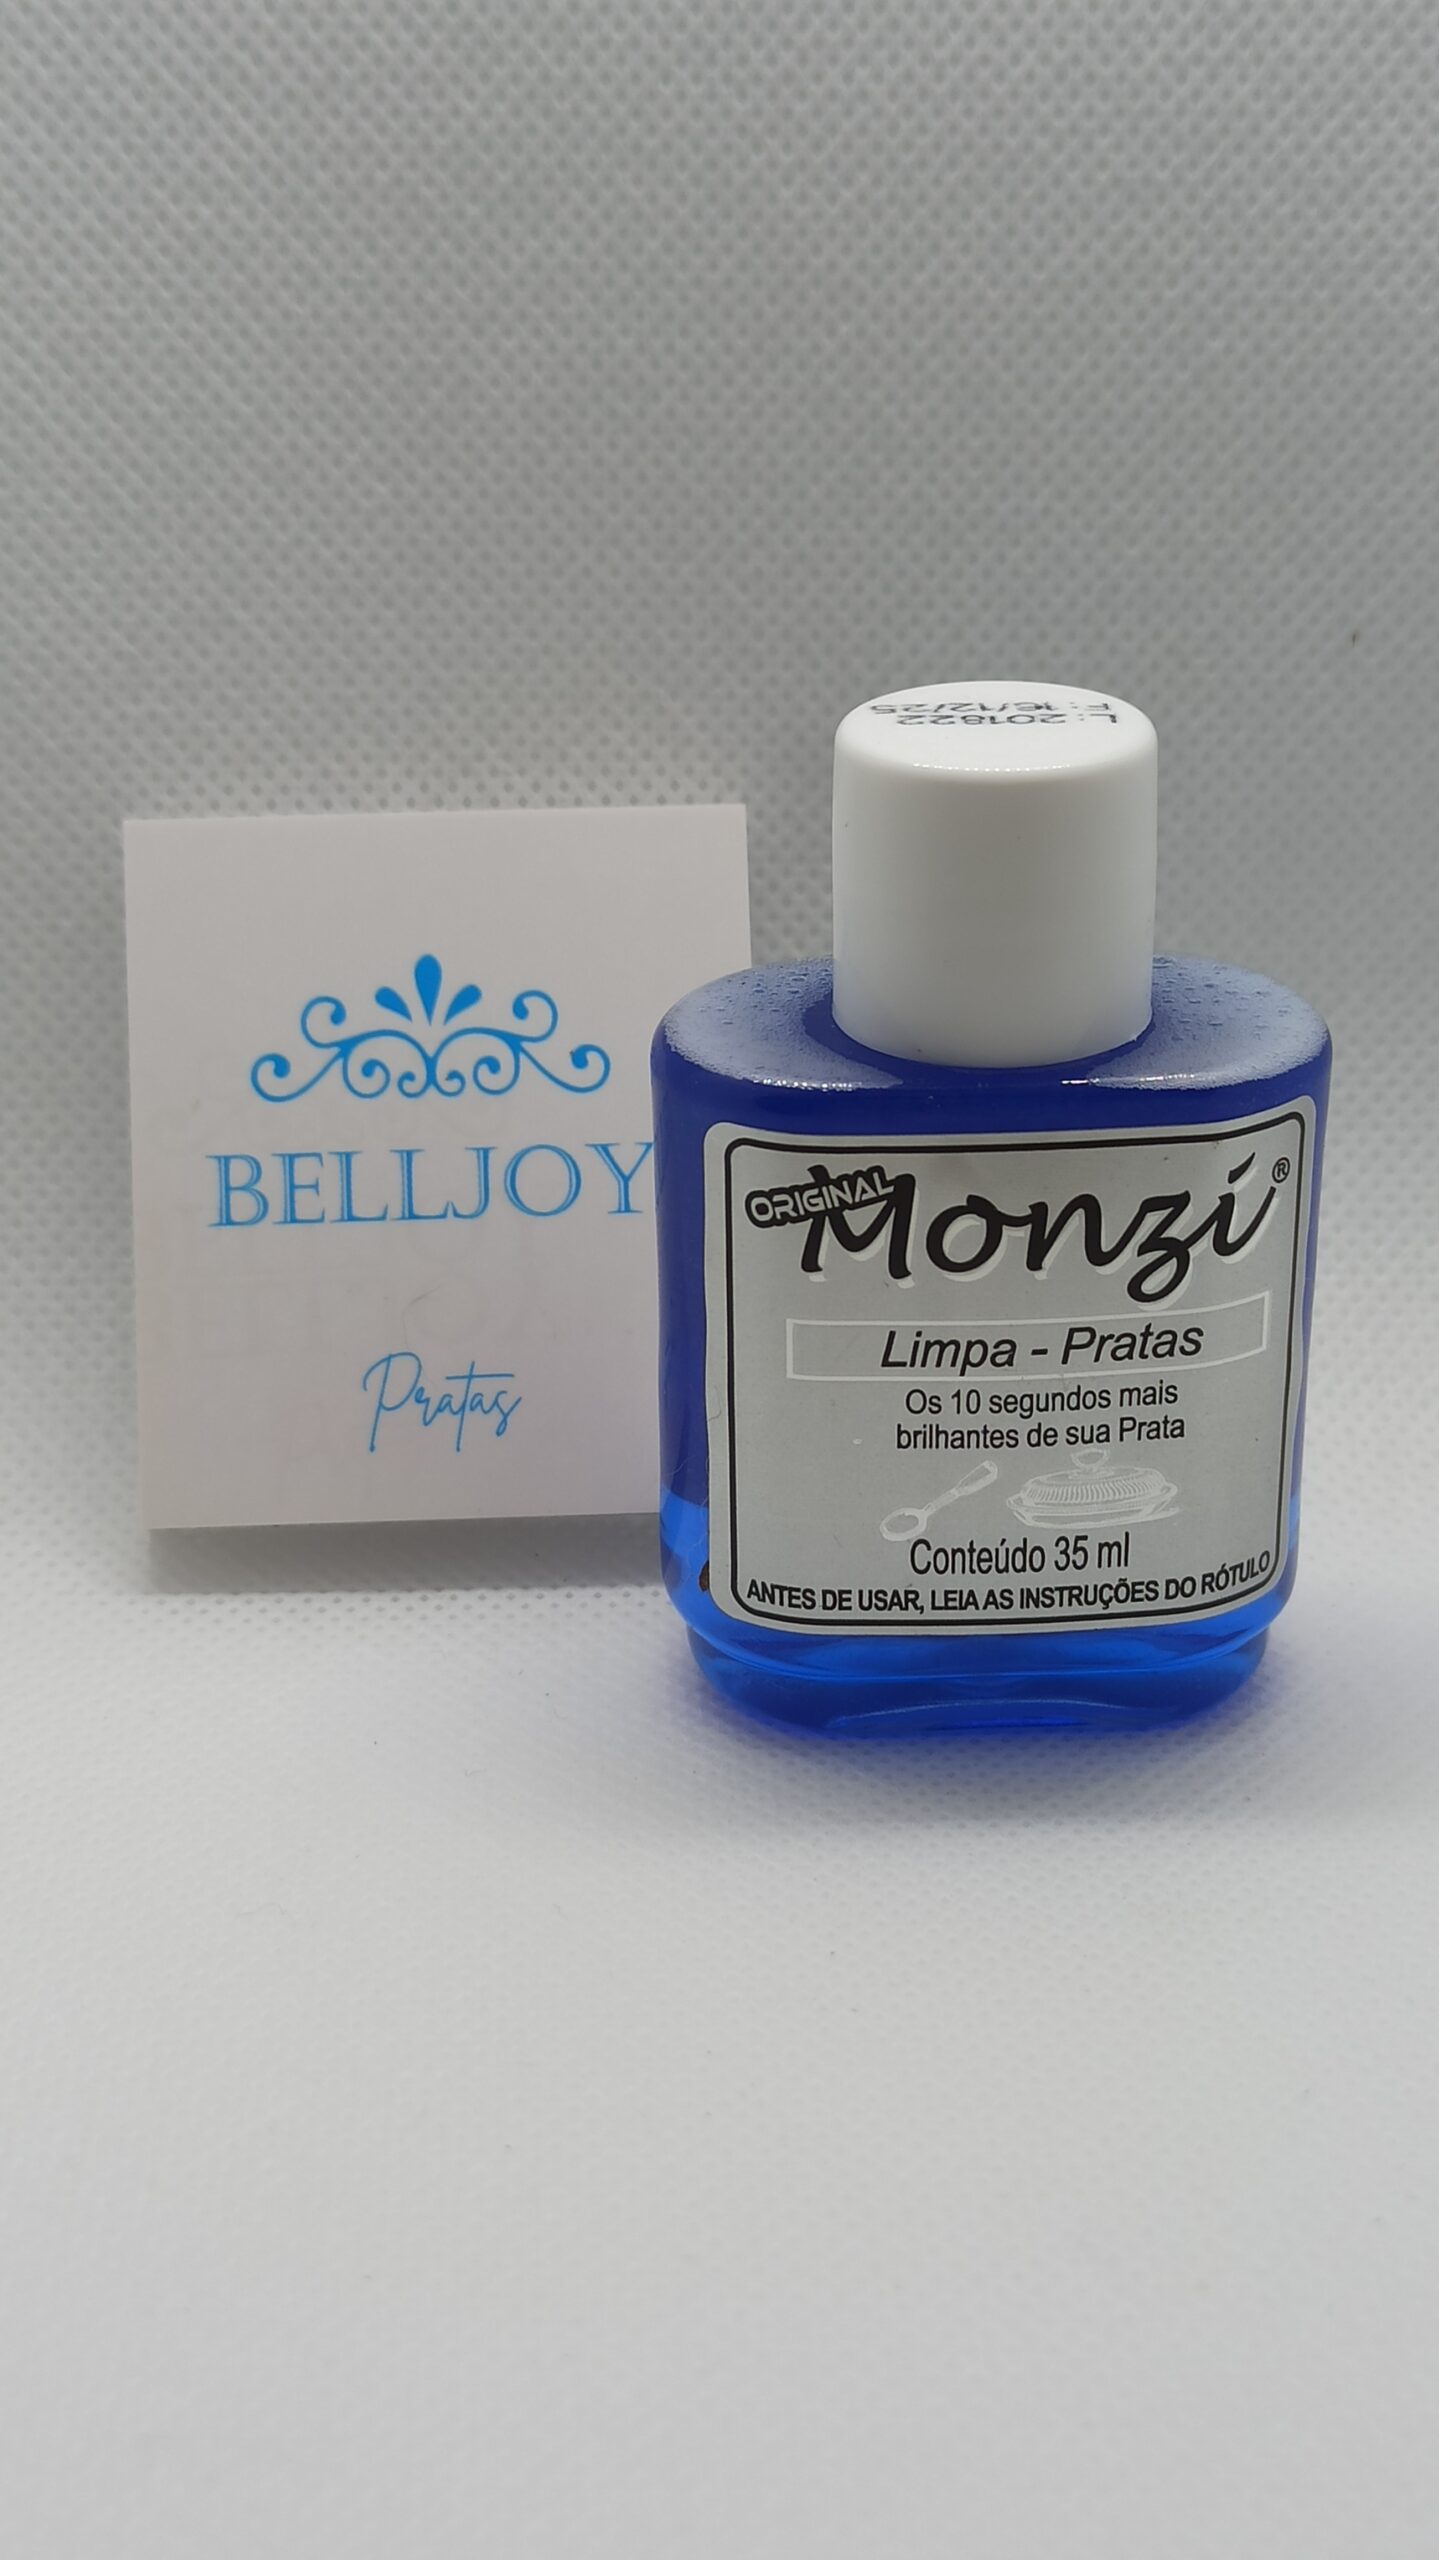 L: 201822
F: 16/12/25
BELLJOY
Pratas
ORIGINAL
Monzi®
Limpa - Pratas
Os 10 segundos mais
brilhantes de sua Prata
Conteúdo 35 ml
ANTES DE USAR, LEIA AS INSTRUÇÕES DO RÓTULO